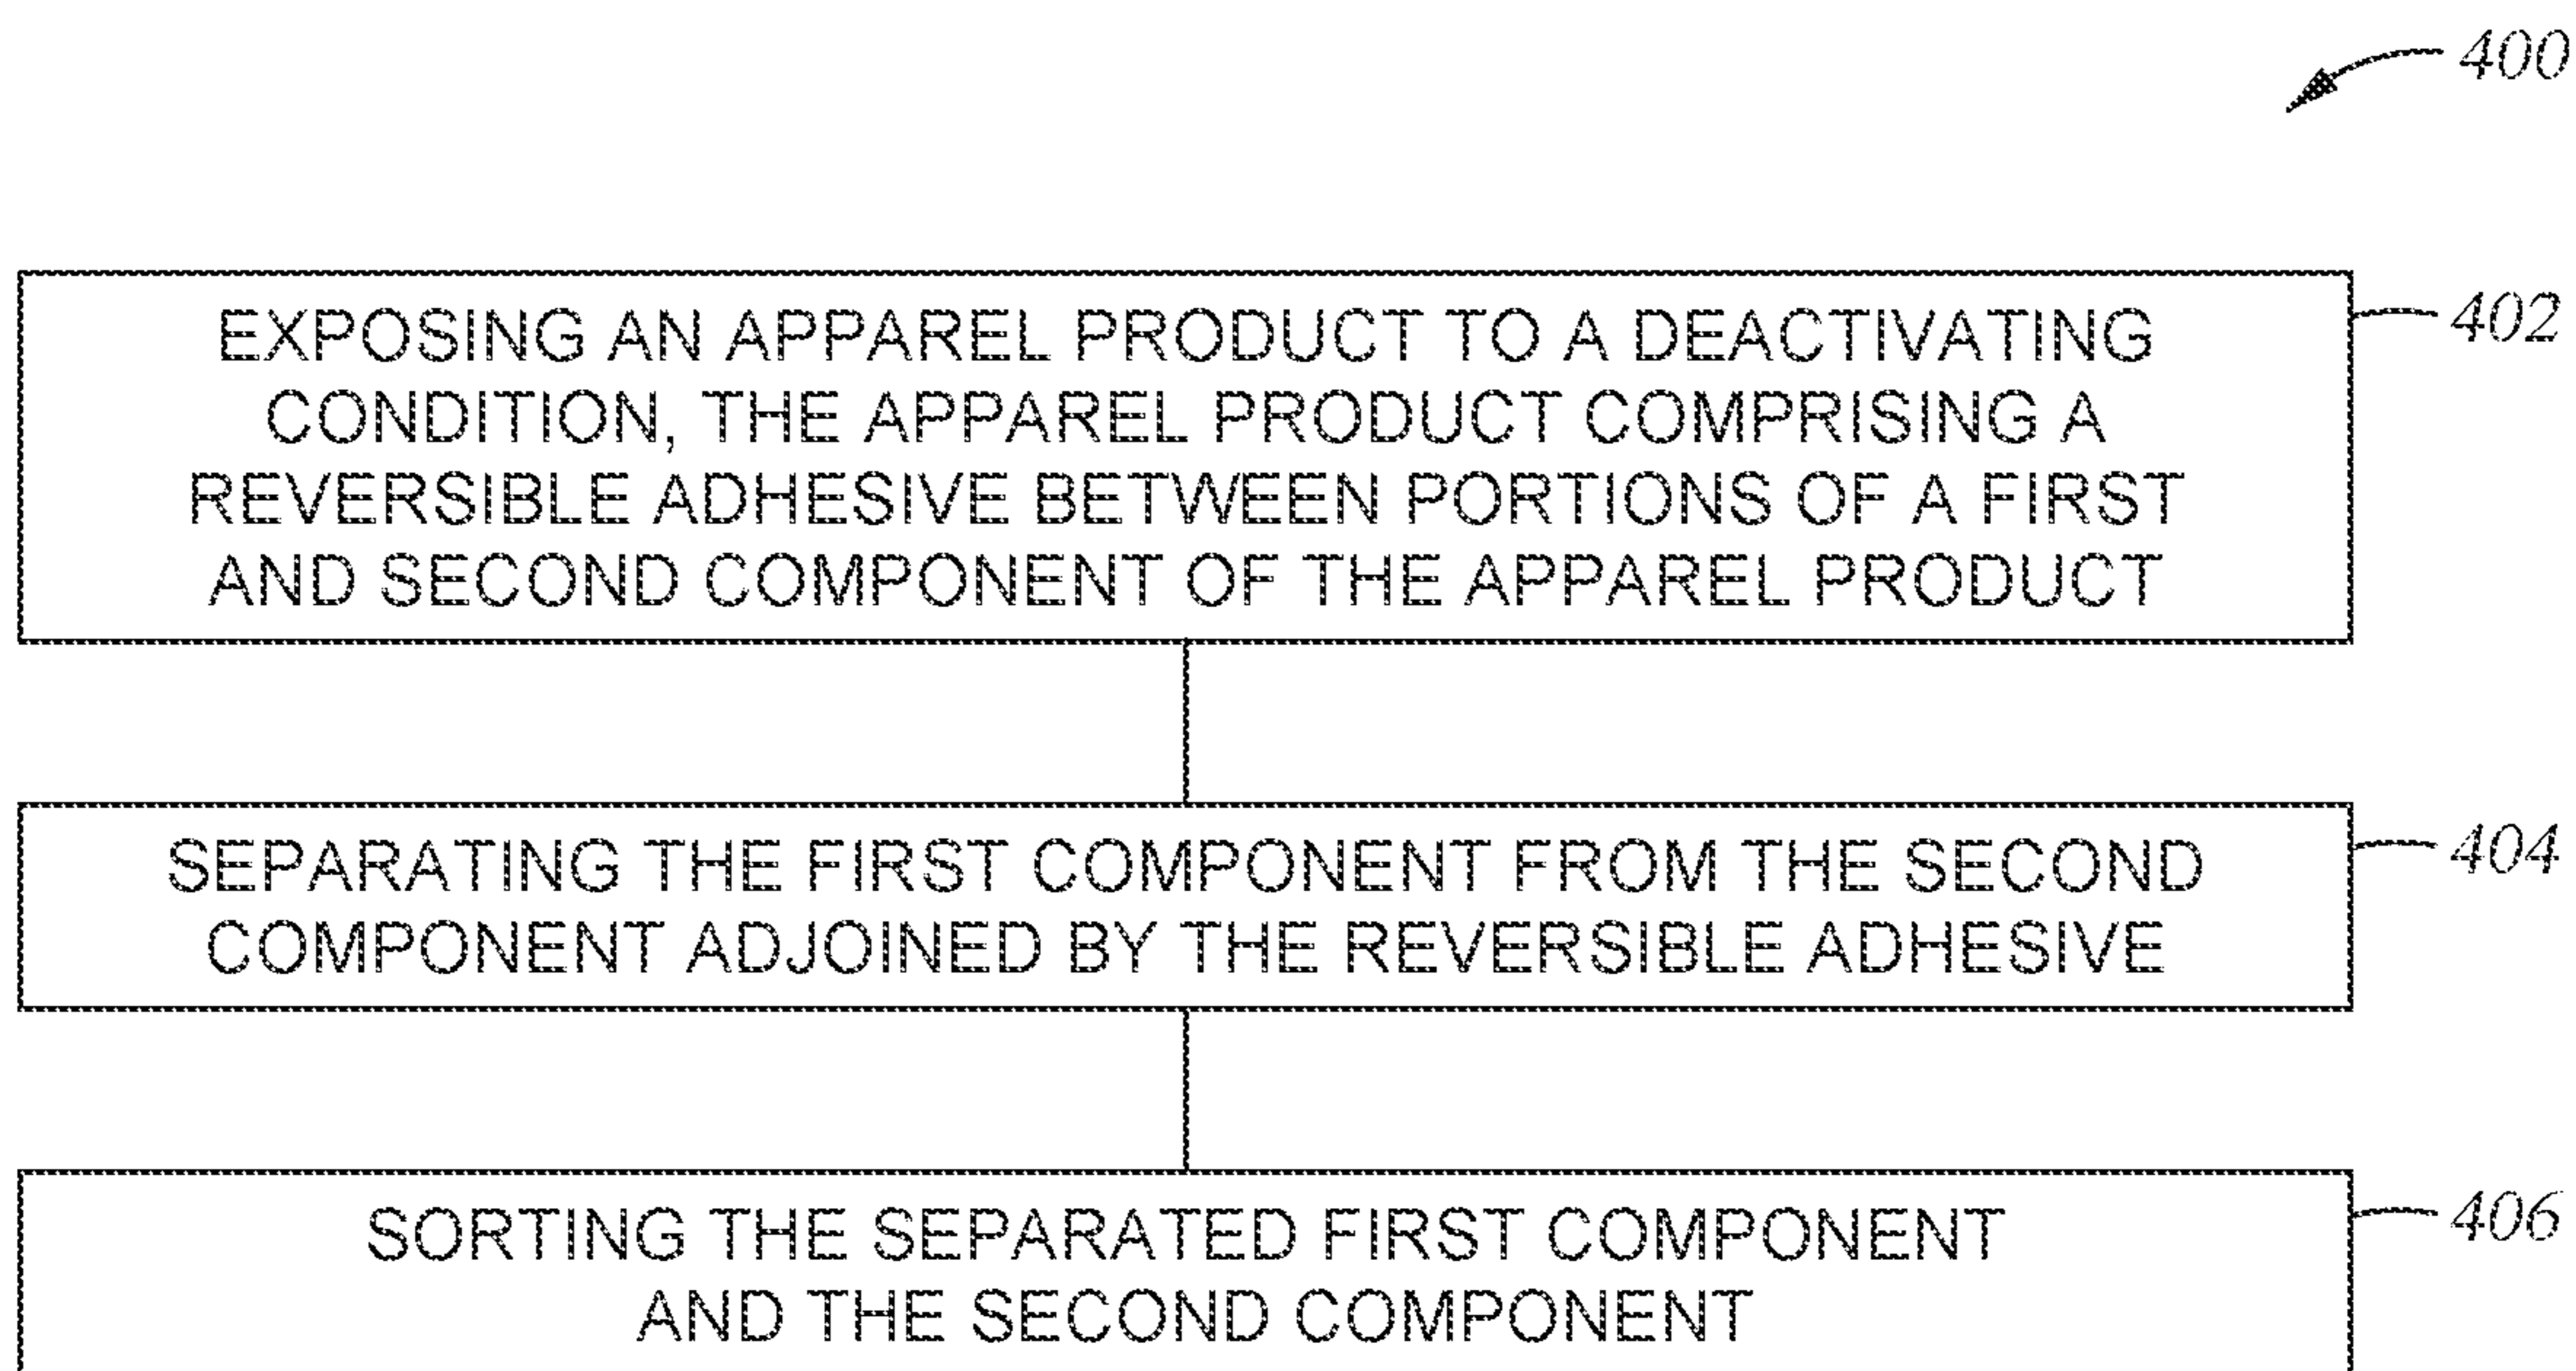 400
EXPOSING AN APPAREL PRODUCT TO A DEACTIVATING
CONDITION, THE APPAREL PRODUCT COMPRISING A
REVERSIBLE ADHESIVE BETWEEN PORTIONS OF A FIRST
AND SECOND COMPONENT OF THE APPAREL PRODUCT
402
SEPARATING THE FIRST COMPONENT FROM THE SECOND
COMPONENT ADJOINED BY THE REVERSIBLE ADHESIVE
404
SORTING THE SEPARATED FIRST COMPONENT
AND THE SECOND COMPONENT
406